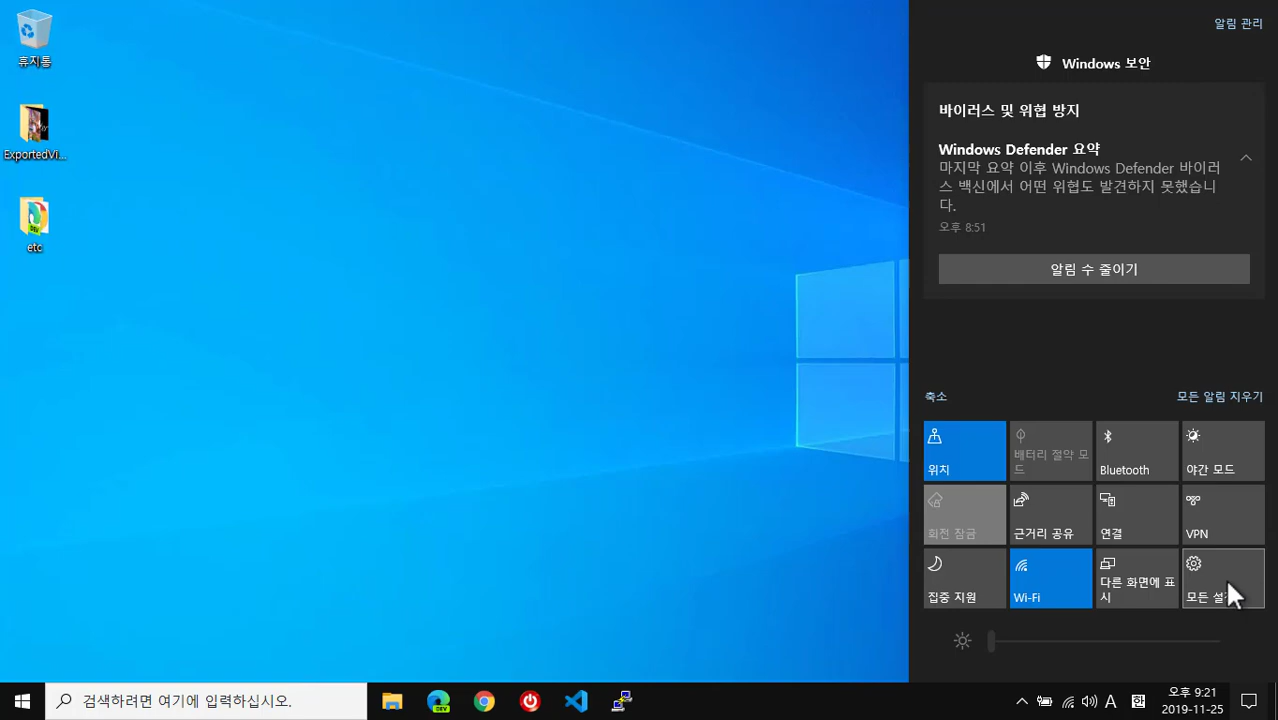 휴지통
ExportedVi...
etc
알림 관리
Windows 보안
바이러스 및 위협 방지
Windows Defender 요약
마지막 요약 이후 Windows Defender 바이러
스 백신에서 어떤 위협도 발견하지 못했습니
다.
오후 8:51
알림 수 줄이기
축소
모든 알림 지우기
위치
배터리 절약 모
드
Bluetooth
야간 모드
회전 잠금
근거리 공유
연결
VPN
집중 지원
Wi-Fi
다른 화면에 표
시
모든
DEV
검색하려면 여기에 입력하십시오.
DEV
A
한
오후 9:21
2019-11-25